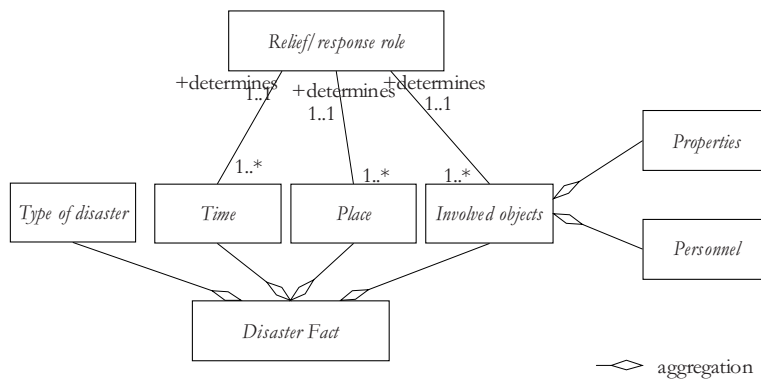 Relief/response role
+determines
+determines
+determines
1..1
1..1
1..1
Properties
1..*
1..*
1..*
Type of disaster
Time
Place
Involved objects
Personnel
Disaster Fact
aggregation